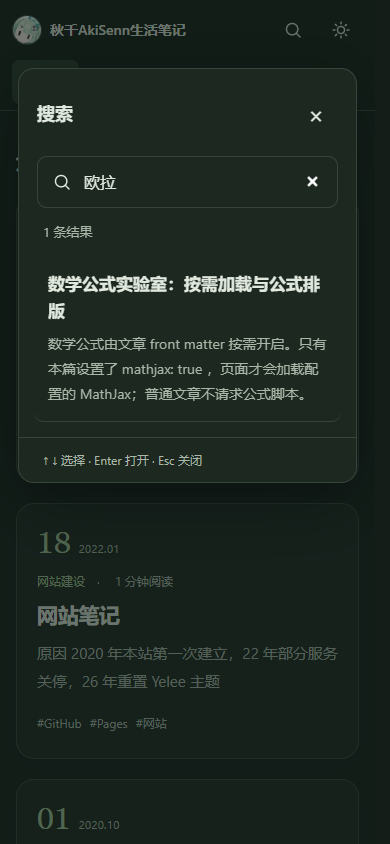 秋千AkiSenn生活笔记
搜索
×
欧拉
×
1 条结果
数学公式实验室：按需加载与公式排
版
数学公式由文章 front matter 按需开启。只有
本篇设置了 mathjax: true ，页面才会加载配
置的 MathJax；普通文章不请求公式脚本。
↑↓选择 · Enter 打开 · Esc 关闭
18 2022.01
网站建设 · 1 分钟阅读
网站笔记
原因 2020 年本站第一次建立，22 年部分服务
关停，26 年重置 Yelee 主题
#GitHub #Pages #网站
01 2020.10